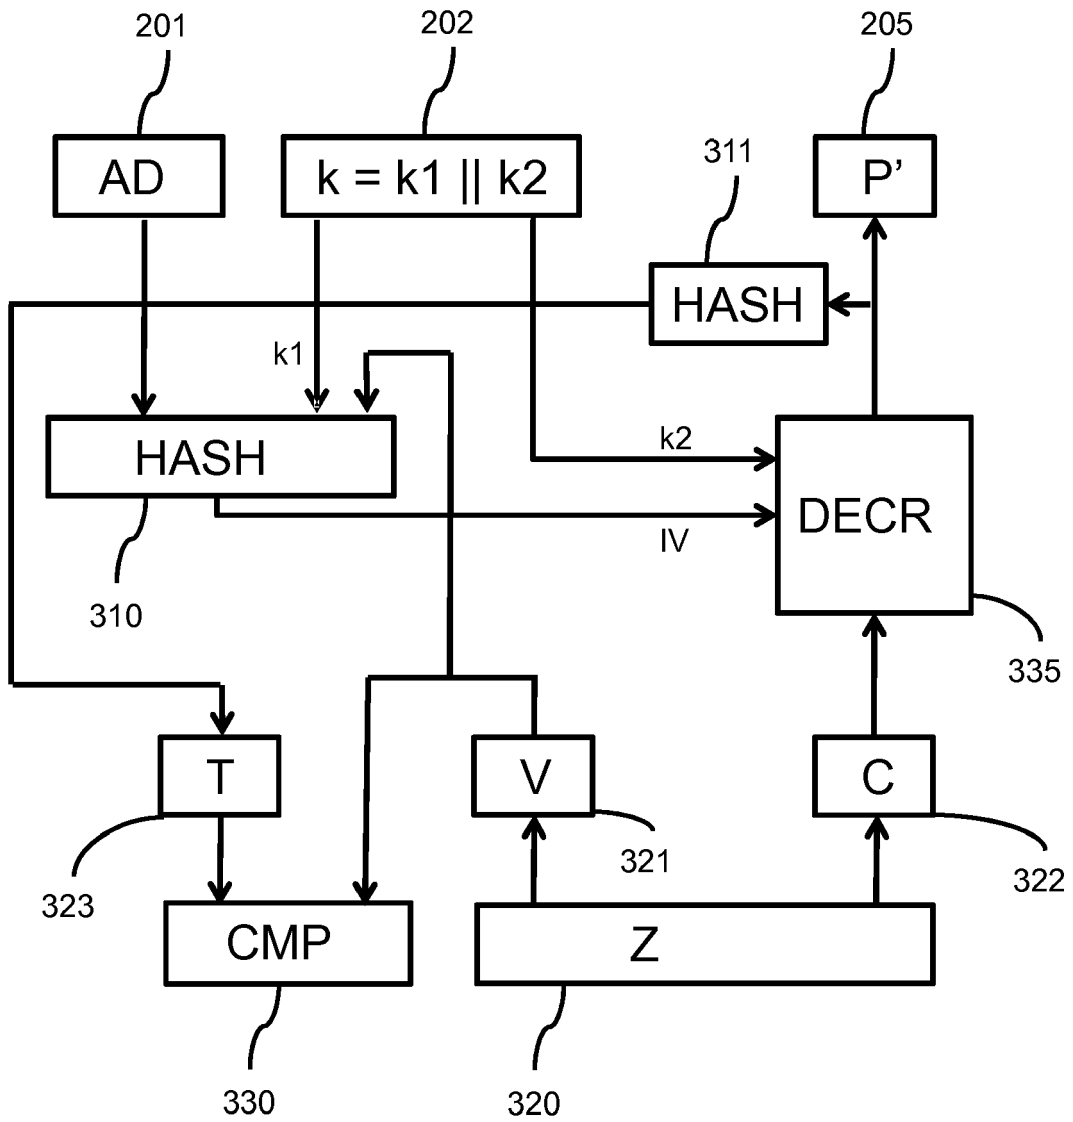 201
202
205
AD
k = k1 || k2
311
P’
HASH
k1
HASH
k2
IV
DECR
310
335
T
V
C
323
321
322
CMP
Z
330
320